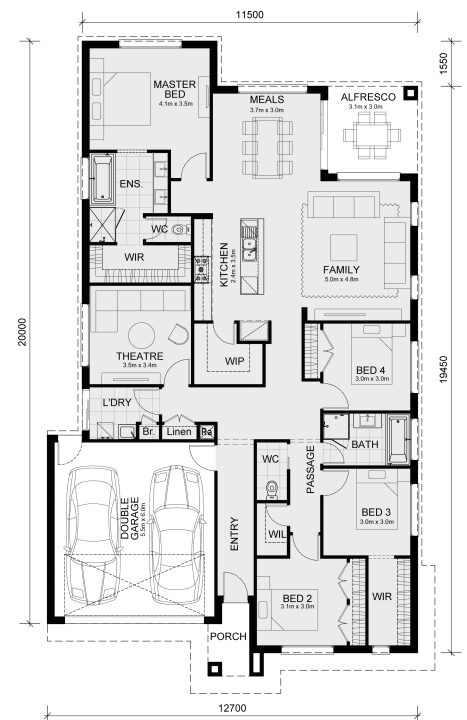 11500
1550
MASTER
BED
4.1m x 3.5m
MEALS
3.7m x 3.0m
ALFRESCO
3.1m x 3.0m
ENS.
WC
WIR
KITCHEN
2.4m x 3.5m
FAMILY
5.0m x 4.8m
20000
19450
THEATRE
3.5m x 3.4m
WIP
BED 4
3.0m x 3.0m
L'DRY
Br.
Linen
Ra
WC
PASSAGE
BATH
DOUBLE
GARAGE
5.5m x 6.0m
ENTRY
WIL
BED 3
3.0m x 3.0m
BED 2
3.1m x 3.0m
WIR
PORCH
12700